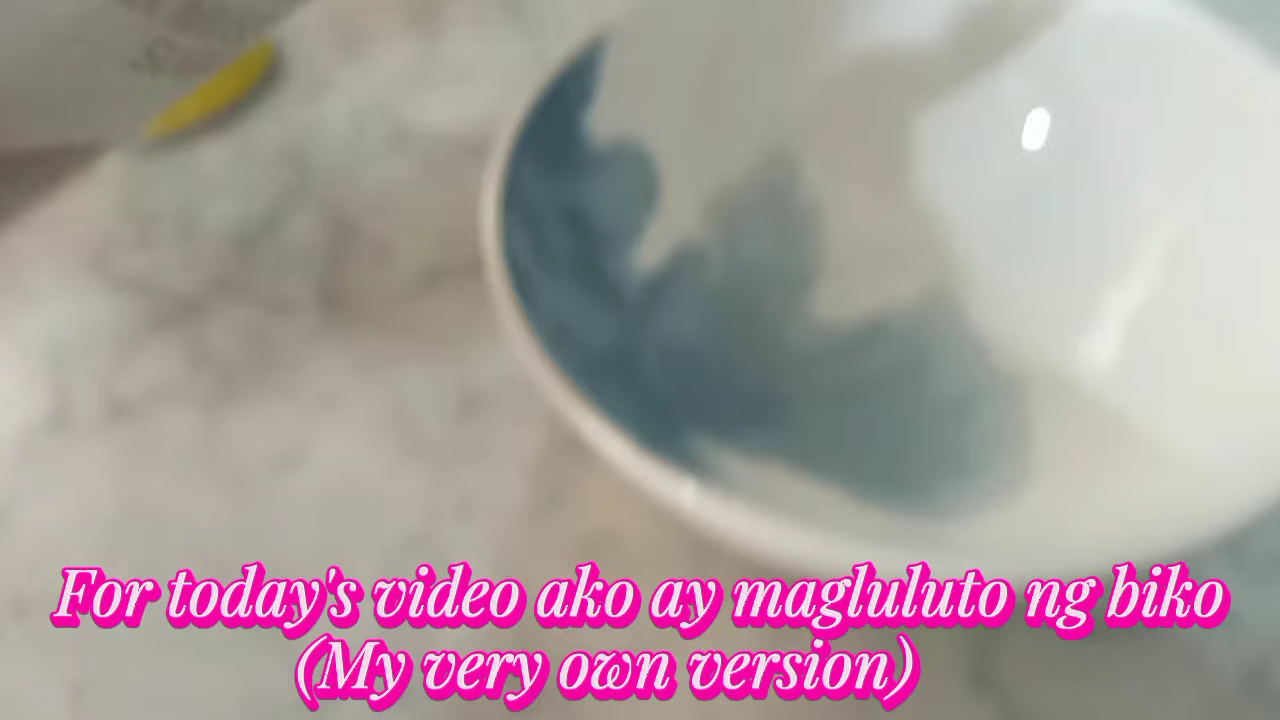 For today's video ako ay magluluto ng biko
(My very own version)